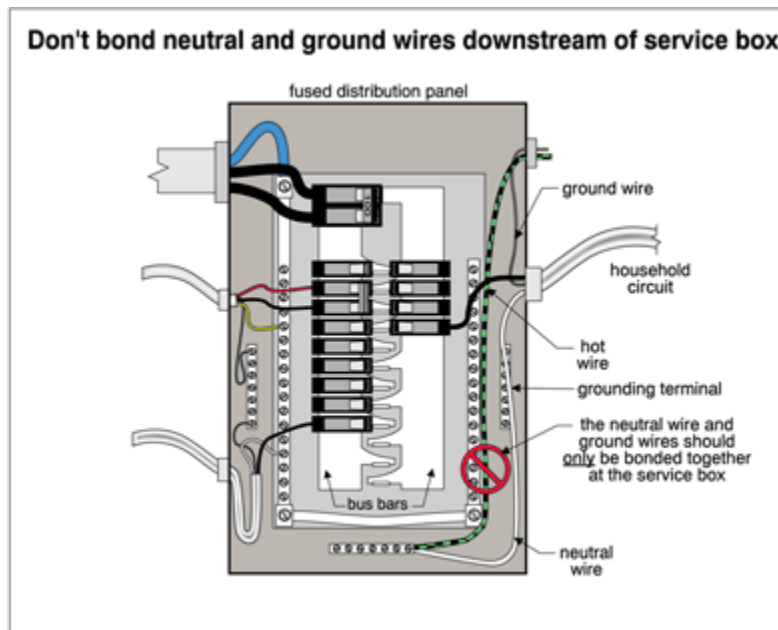 Don't bond neutral and ground wires downstream of service box
fused distribution panel
100
ground wire
household
circuit
hot
wire
grounding terminal
the neutral wire and
ground wires should
only be bonded together
at the service box
bus bars
neutral
wire